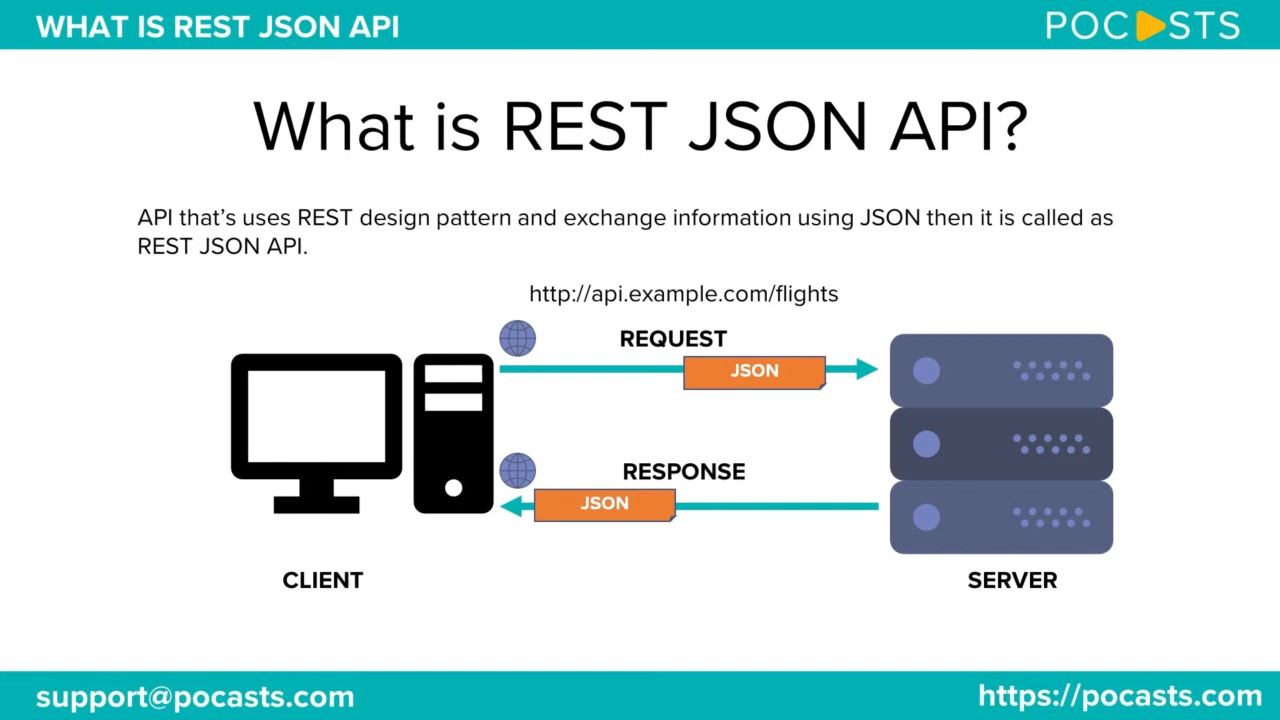 WHAT IS REST JSON API
POCASTS
What is REST JSON API?
API that's uses REST design pattern and exchange information using JSON then it is called as
REST JSON API.
http://api.example.com/flights
REQUEST
JSON
RESPONSE
JSON
CLIENT
SERVER
support@pocasts.com
https://pocasts.com